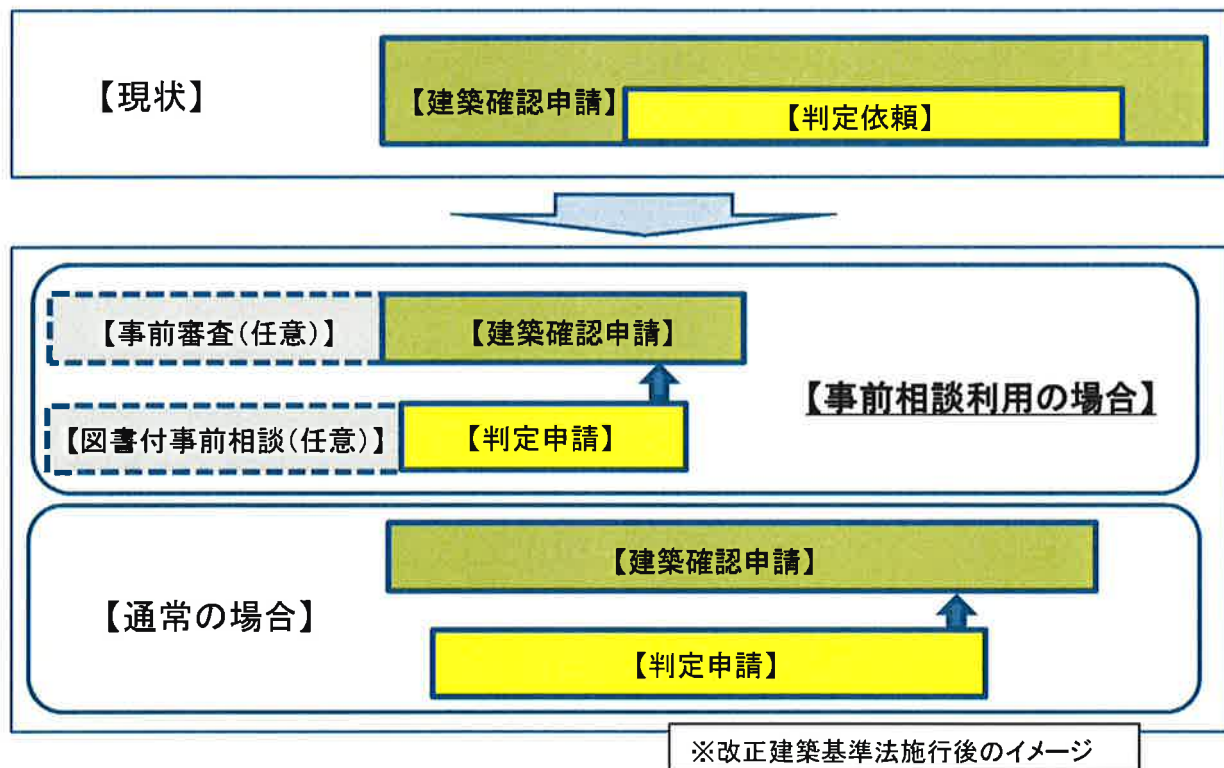 【現状】
【建築確認申請】
【判定依頼】
【事前審査(任意)】
【建築確認申請】
【事前相談利用の場合】
【図書付事前相談(任意)】
【判定申請】
【建築確認申請】
【通常の場合】
【判定申請】
※改正建築基準法施行後のイメージ